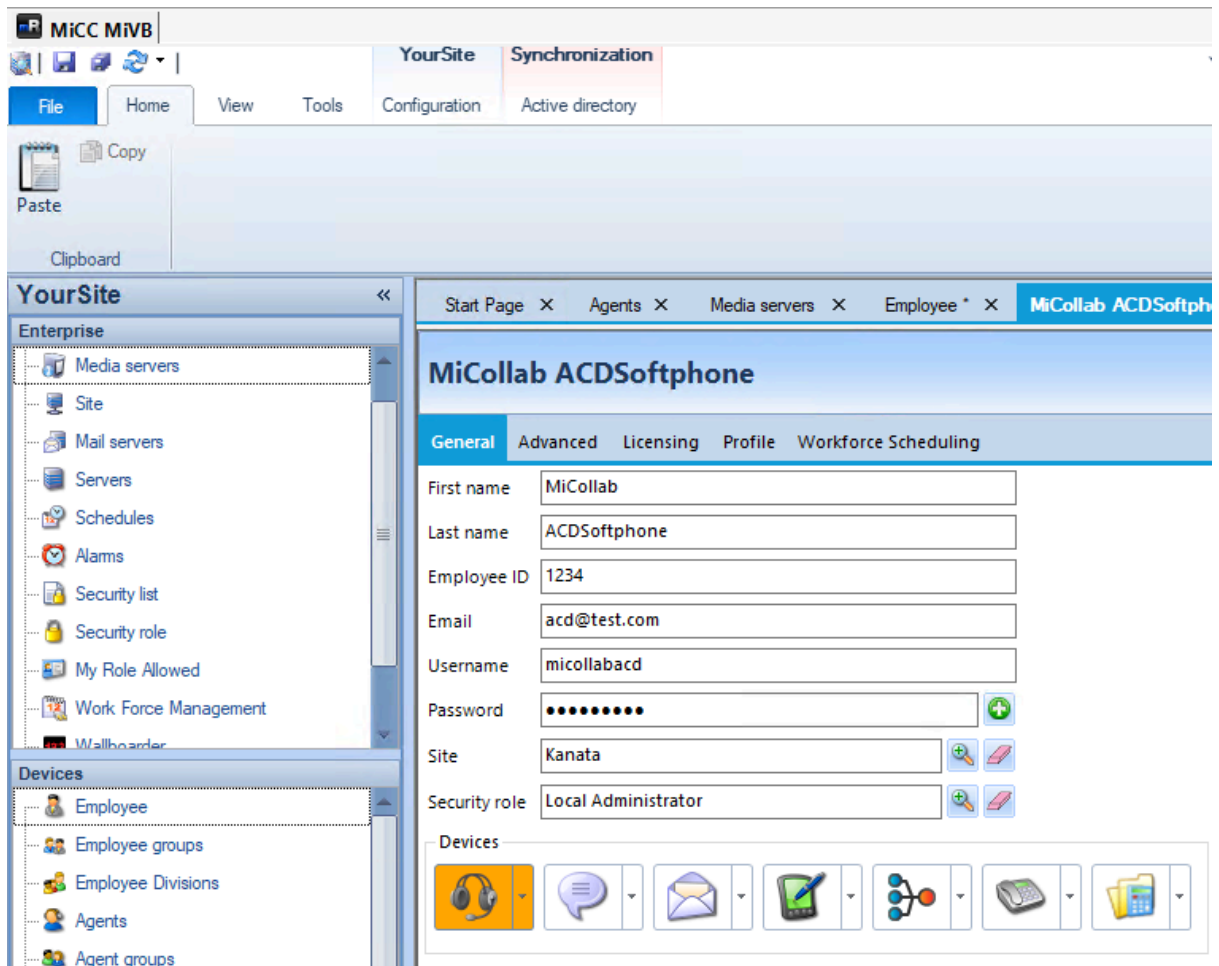 MiCC MiVB
YourSite Synchronization
File Home View Tools Configuration Active directory
Copy
Paste
Clipboard
YourSite «
Start Page × Agents × Media servers × Employee * × MiCollab ACDSoftpho
Enterprise
Media servers
Site
Mail servers
Servers
Schedules
Alarms
Security list
Security role
My Role Allowed
Work Force Management
Wallboarder
Devices
Employee
Employee groups
Employee Divisions
Agents
Agent groups
MiCollab ACDSoftphone
General Advanced Licensing Profile Workforce Scheduling
First name MiCollab
Last name ACDSoftphone
Employee ID 1234
Email acd@test.com
Username micollabacd
Password •••••••••
Site Kanata
Security role Local Administrator
Devices